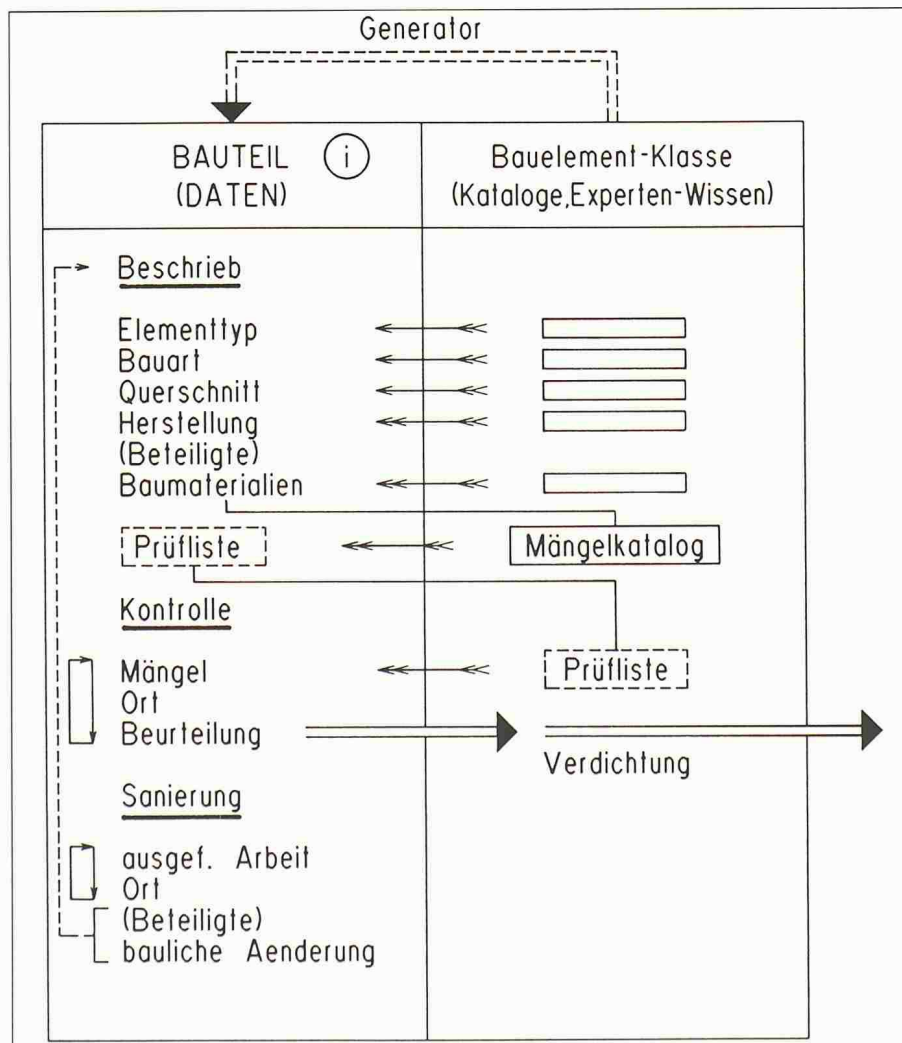 Generator
BAUTEIL
(DATEN)
i
Bauelement-Klasse
(Kataloge,Experten-Wissen)
Beschrieb
Elementtyp
Bauart
Querschnitt
Herstellung
(Beteiligte)
Baumaterialien
Prüfliste
Mängelkatalog
Kontrolle
Mängel
Prüfliste
Ort
Beurteilung
Verdichtung
Sanierung
ausgef. Arbeit
Ort
(Beteiligte)
bauliche Aenderung